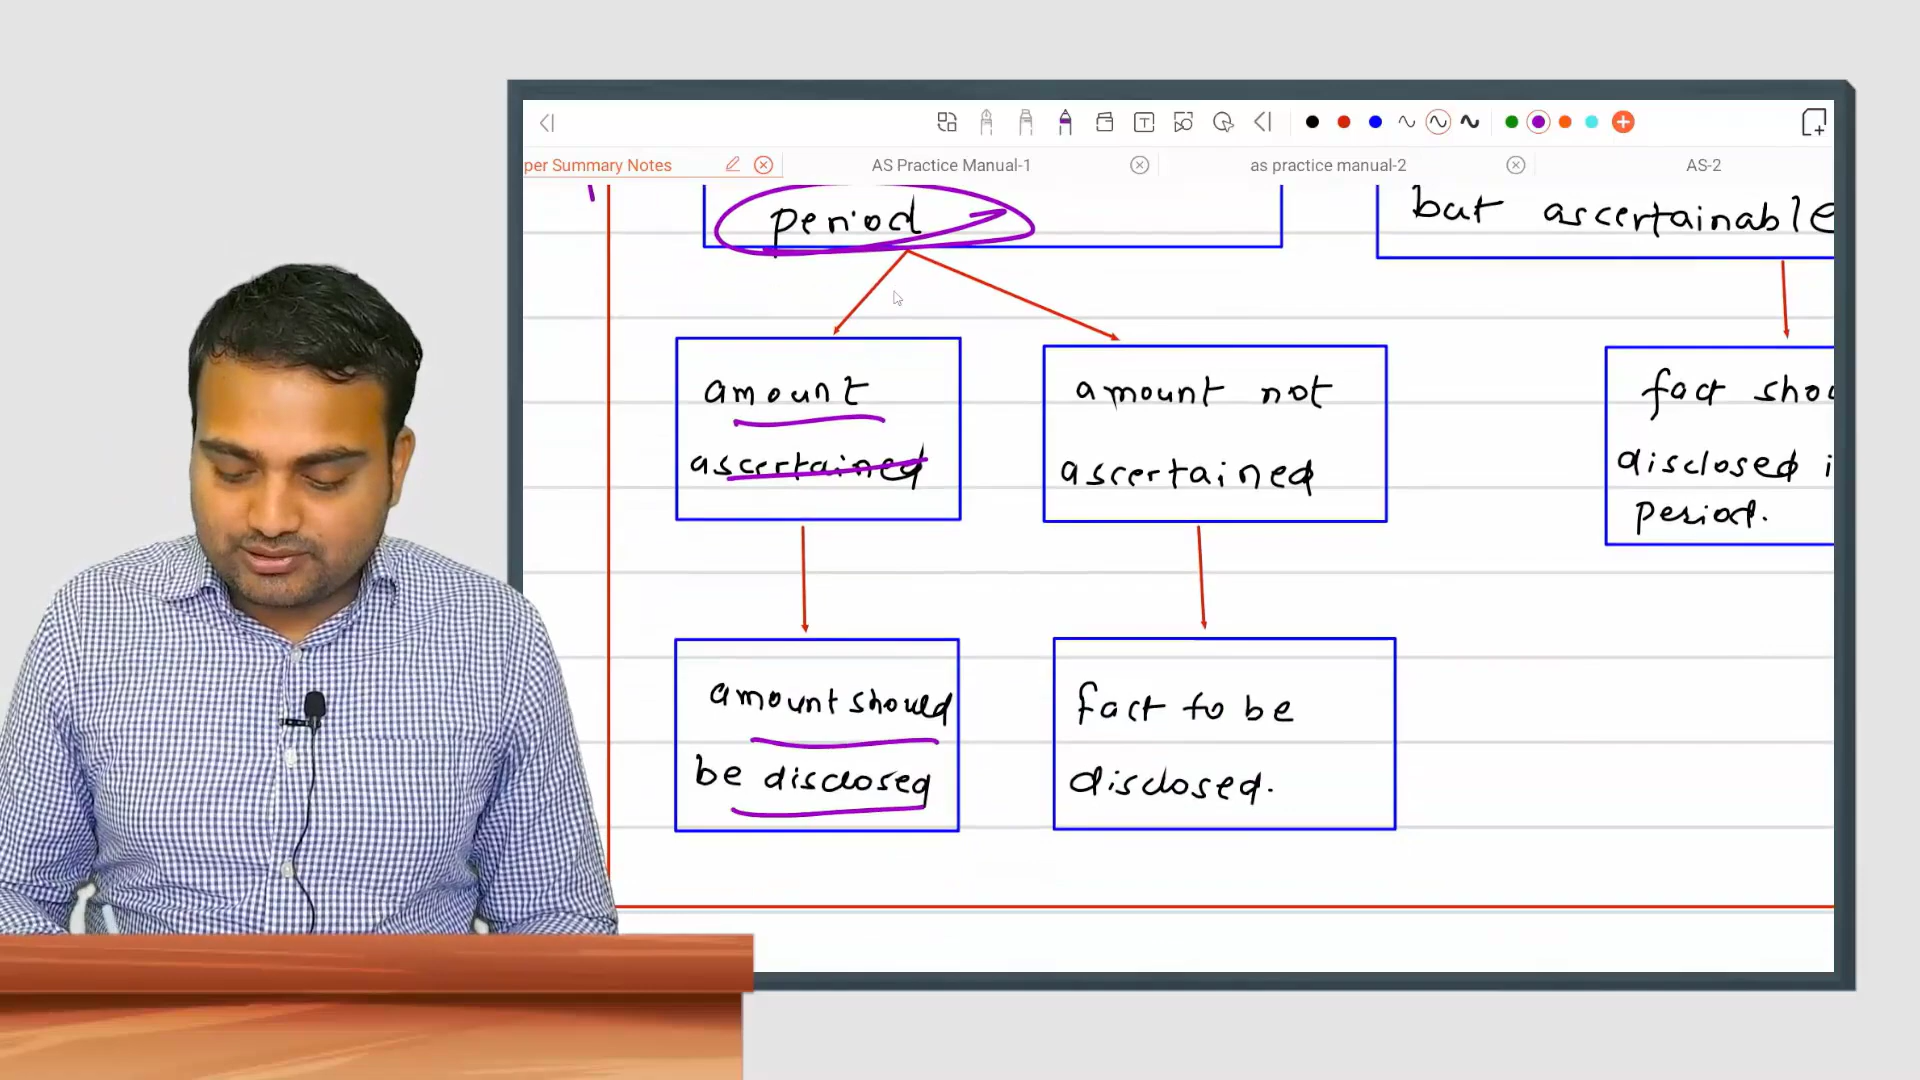 per Summary Notes
AS Practice Manual-1
as practice manual-2
AS-2
period
but ascertainable
amount
ascertained
amount not
ascertained
fact
disclosed
period.
amount should
be disclosed
fact to be
disclosed.